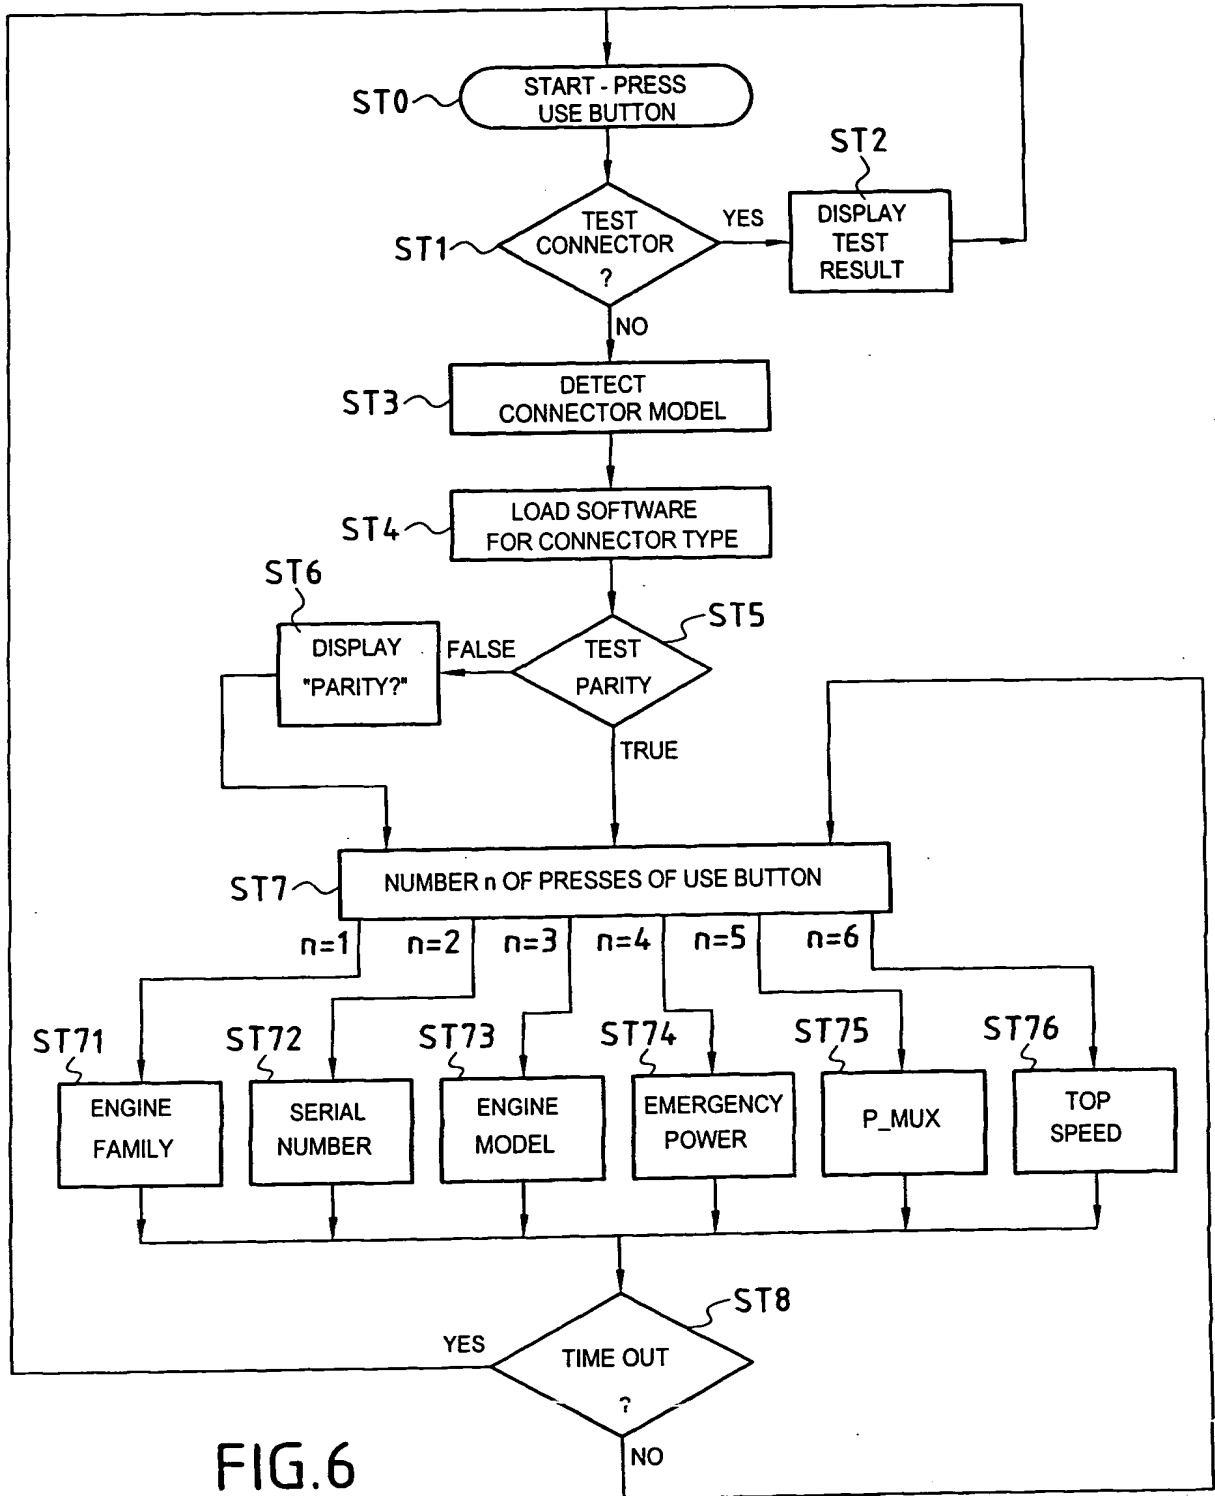 START - PRESS
USE BUTTON
ST0
ST2
TEST
CONNECTOR
?
ST1
YES
DISPLAY
TEST
RESULT
NO
DETECT
CONNECTOR MODEL
ST3
LOAD SOFTWARE
FOR CONNECTOR TYPE
ST4
ST6
ST5
DISPLAY
"PARITY?"
FALSE
TEST
PARITY
TRUE
ST7
NUMBER n OF PRESSES OF USE BUTTON
n=1
n=2
n=3
n=4
n=5
n=6
ST71
ST72
ST73
ST74
ST75
ST76
ENGINE
FAMILY
SERIAL
NUMBER
ENGINE
MODEL
EMERGENCY
POWER
P_MUX
TOP
SPEED
ST8
YES
TIME OUT
?
NO
FIG.6